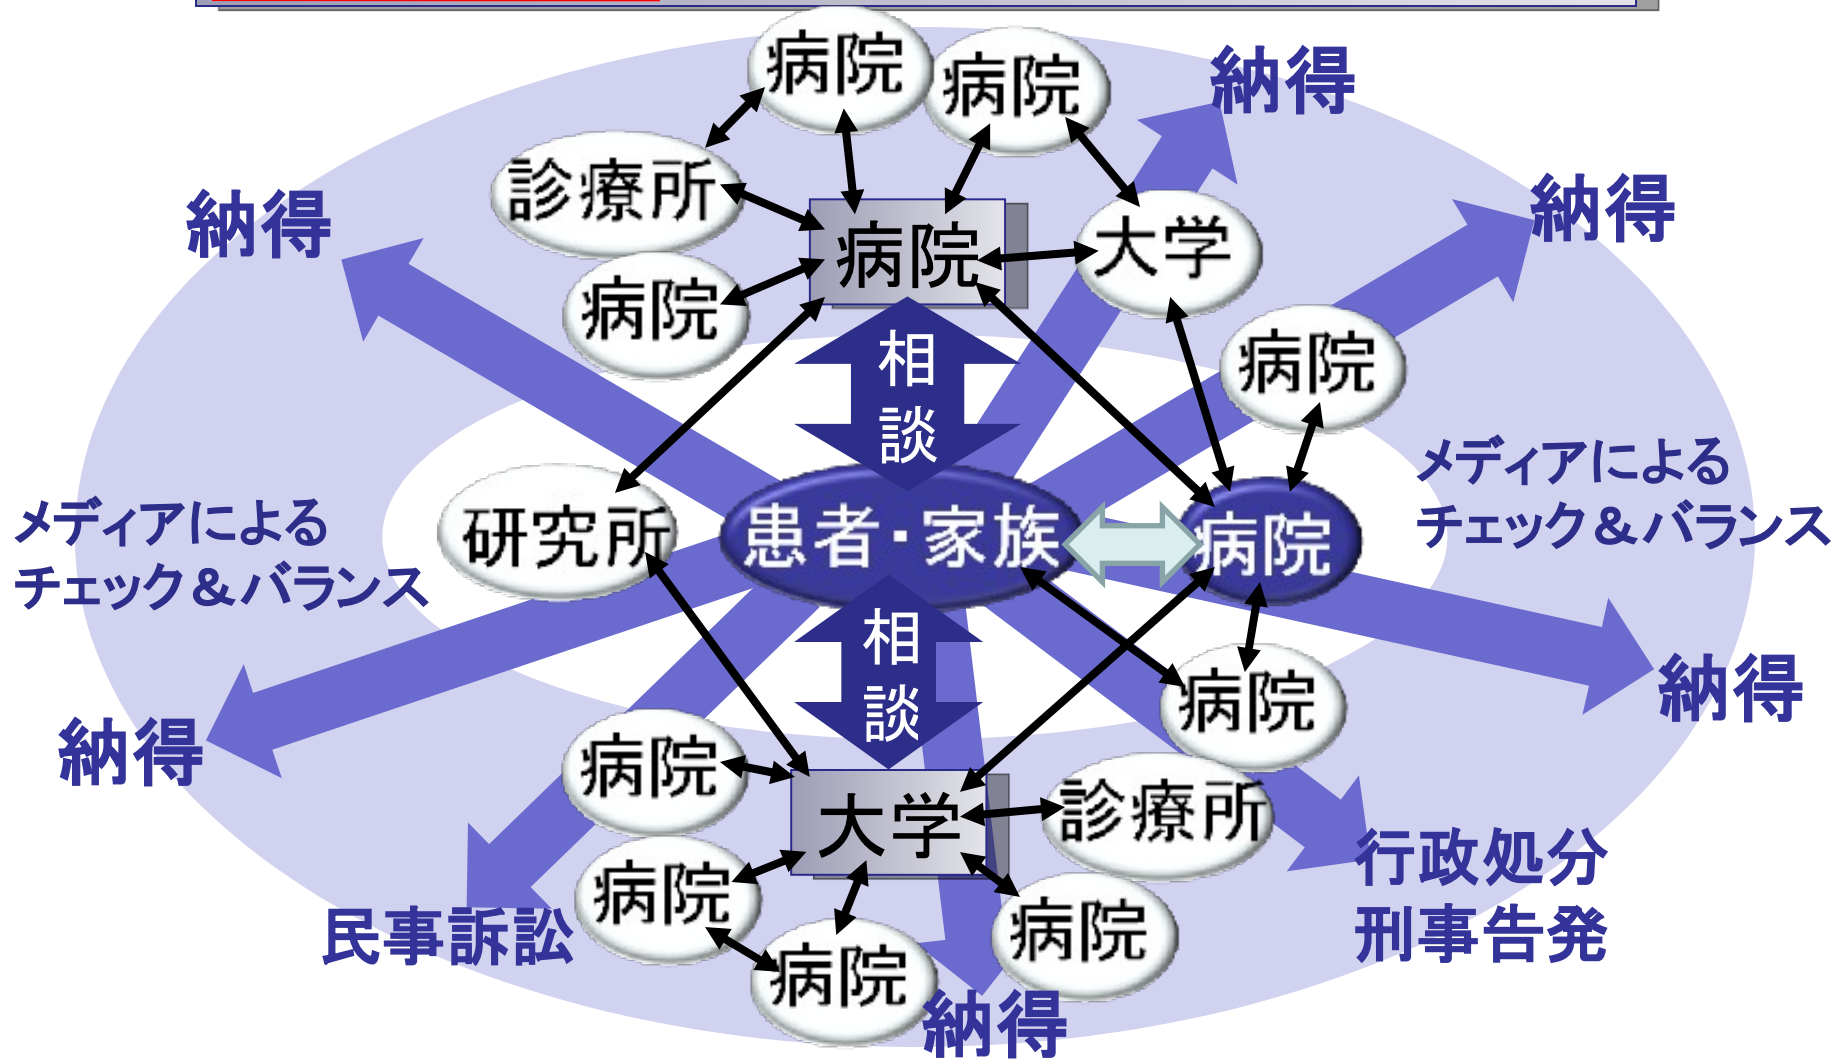 病院
病院
納得
診療所
納得
納得
病院
大学
病院
相
談
病院
メディアによる
チェック＆バランス
メディアによる
チェック＆バランス
研究所
患者・家族
病院
相
談
病院
納得
納得
病院
大学
診療所
行政処分
刑事告発
病院
民事訴訟
病院
病院
納得